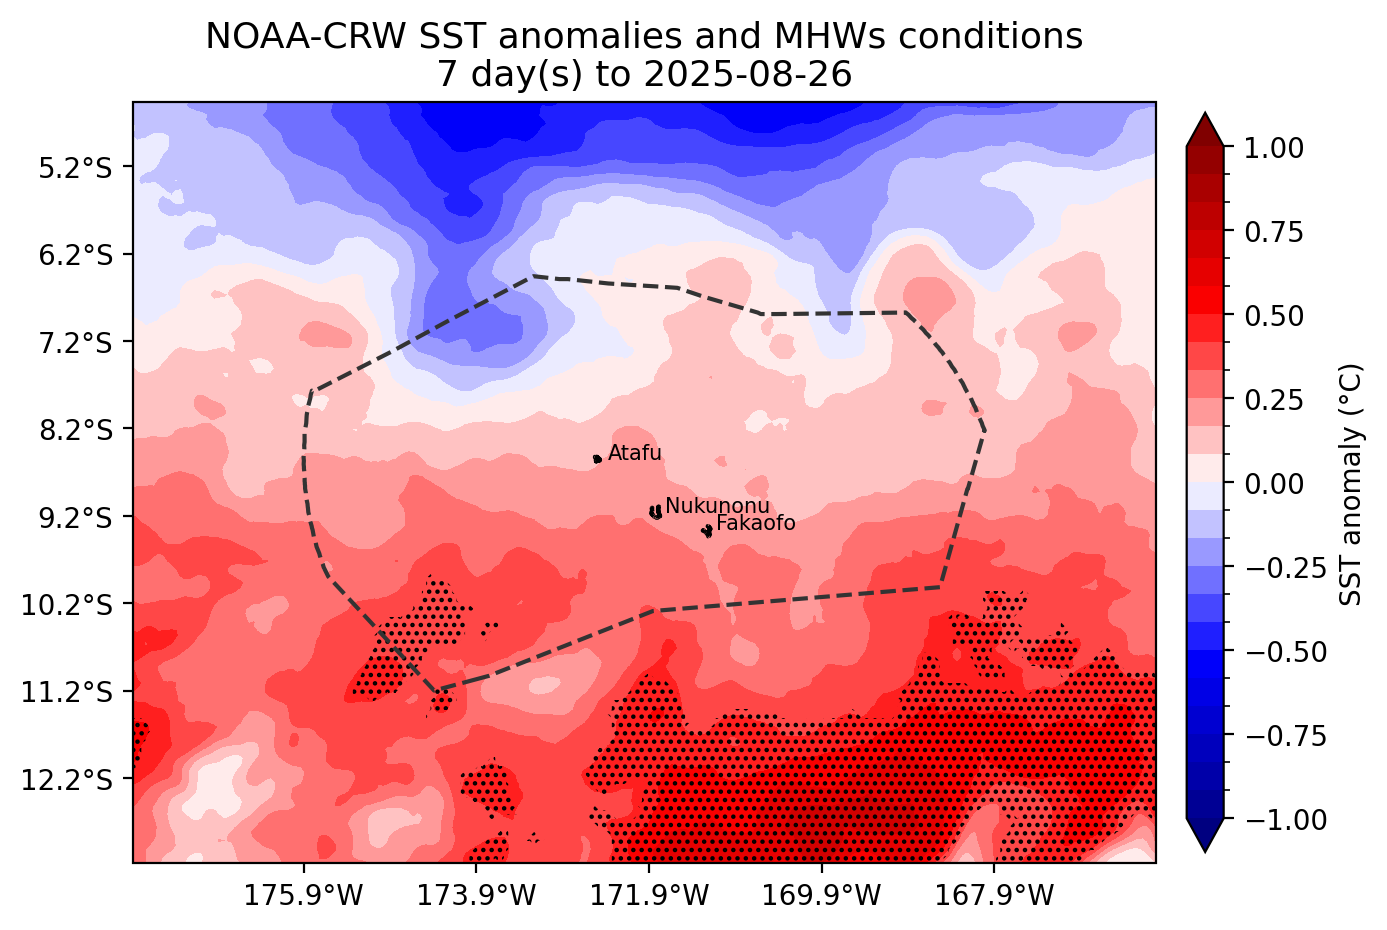 NOAA-CRW SST anomalies and MHWs conditions
7 day(s) to 2025-08-26
5.2°S
6.2°S
7.2°S
8.2°S
9.2°S
10.2°S
11.2°S
12.2°S
Atafu
Nukunonu
Fakaofo
175.9°W
173.9°W
171.9°W
169.9°W
167.9°W
1.00
0.75
0.50
0.25
0.00
−0.25
−0.50
−0.75
−1.00
SST anomaly (°C)